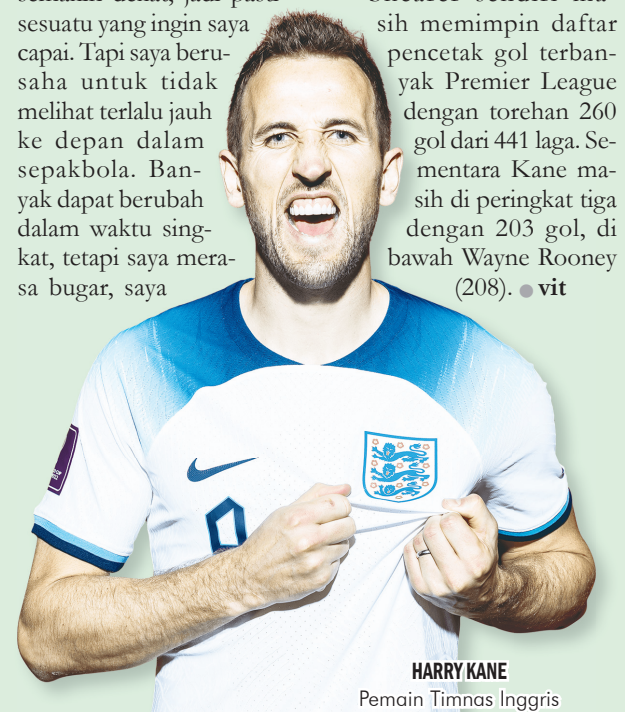 sesuatu yang ingin saya
capai. Tapi saya beru-
saha untuk tidak
melihat terlalu jauh
ke depan dalam
sepakbola. Ban-
yak dapat berubah
dalam waktu sing-
kat, tetapi saya mera-
sa bugar, saya
sih memimpin daftar
pencetak gol terban-
yak Premier League
dengan torehan 260
gol dari 441 laga. Se-
mentara Kane ma-
sih di peringkat tiga
dengan 203 gol, di
bawah Wayne Rooney
(208). ● vit
HARRY KANE
Pemain Timnas Inggris